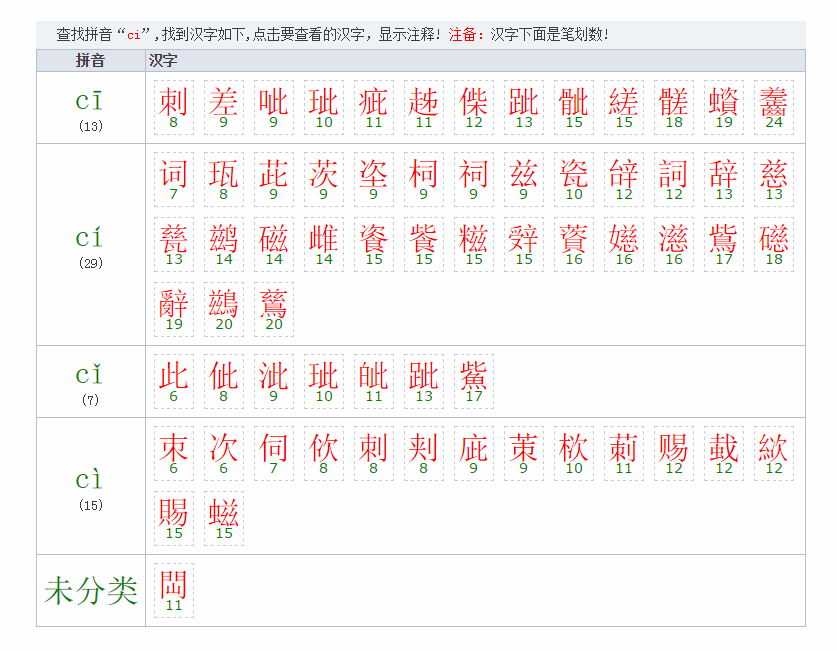 查找拼音“ci”,找到汉字如下,点击要查看的汉字，显示注释! 注备: 汉字下面是笔划数!
拼音 汉字
cī
(13)
刺 差 呲 玼 疵 趀 偨 跐 骴 縒 髊 蠀 齹
8 9 9 10 11 11 12 13 15 15 18 19 24
cí
(29)
词 珁 茈 茨 垐 柌 祠 兹 瓷 辝 詞 辞 慈
7 8 9 9 9 9 9 9 10 12 12 13 13
甆 鹚 磁 雌 餈 飺 糍 辤 薋 嬨 濨 鴜 礠
13 14 14 14 15 15 15 15 16 16 16 17 18
辭 鷀 鶿
19 20 20
cǐ
(7)
此 佌 泚 玼 皉 跐 鮆
6 8 9 10 11 13 17
cì
(15)
朿 次 伺 佽 刺 刾 庛 茦 栨 莿 赐 蛓 絘
6 6 7 8 8 8 9 9 10 11 12 12 12
賜 螆
15 15
未分类
閊
11